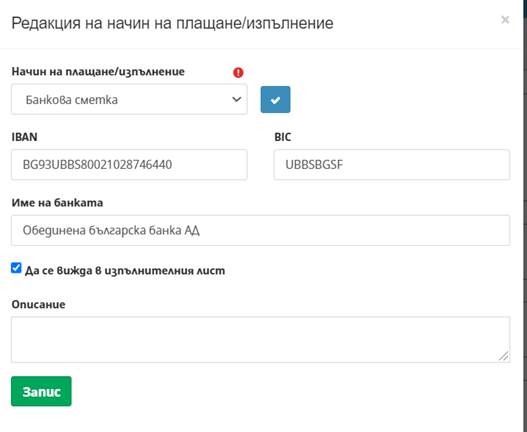 Редакция на начин на плащане/изпълнение
×
Начин на плащане/изпълнение
Банкова сметка
IBAN BIC
BG93UBBS80021028746440 UBBSBGSF
Име на банката
Обединена българска банка АД
Да се вижда в изпълнителния лист
Описание
Запис